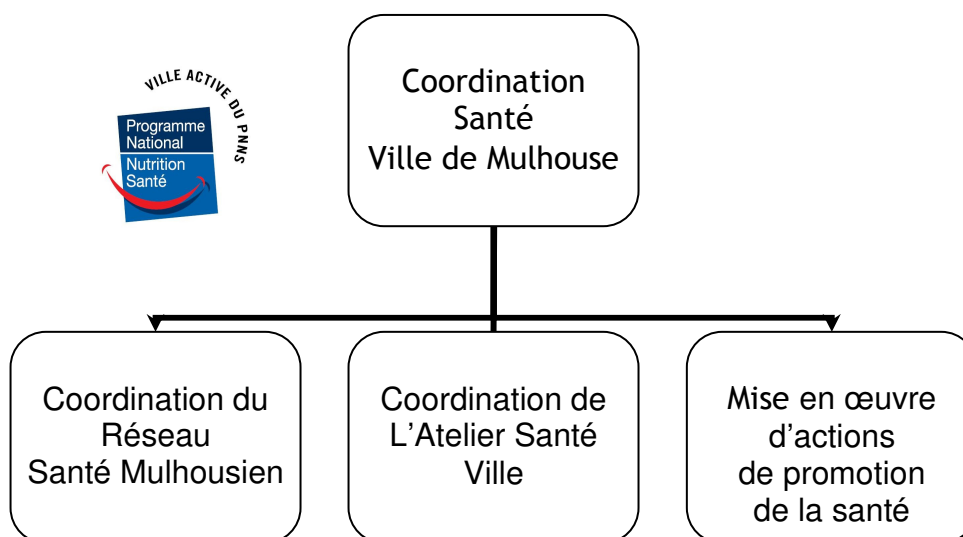 VILLE ACTIVE DU PNNS
Programme
National
Nutrition
Santé
Coordination
Santé
Ville de Mulhouse
Coordination du
Réseau
Santé Mulhousien
Coordination de
L'Atelier Santé
Ville
Mise en œuvre
d'actions
de promotion
de la santé